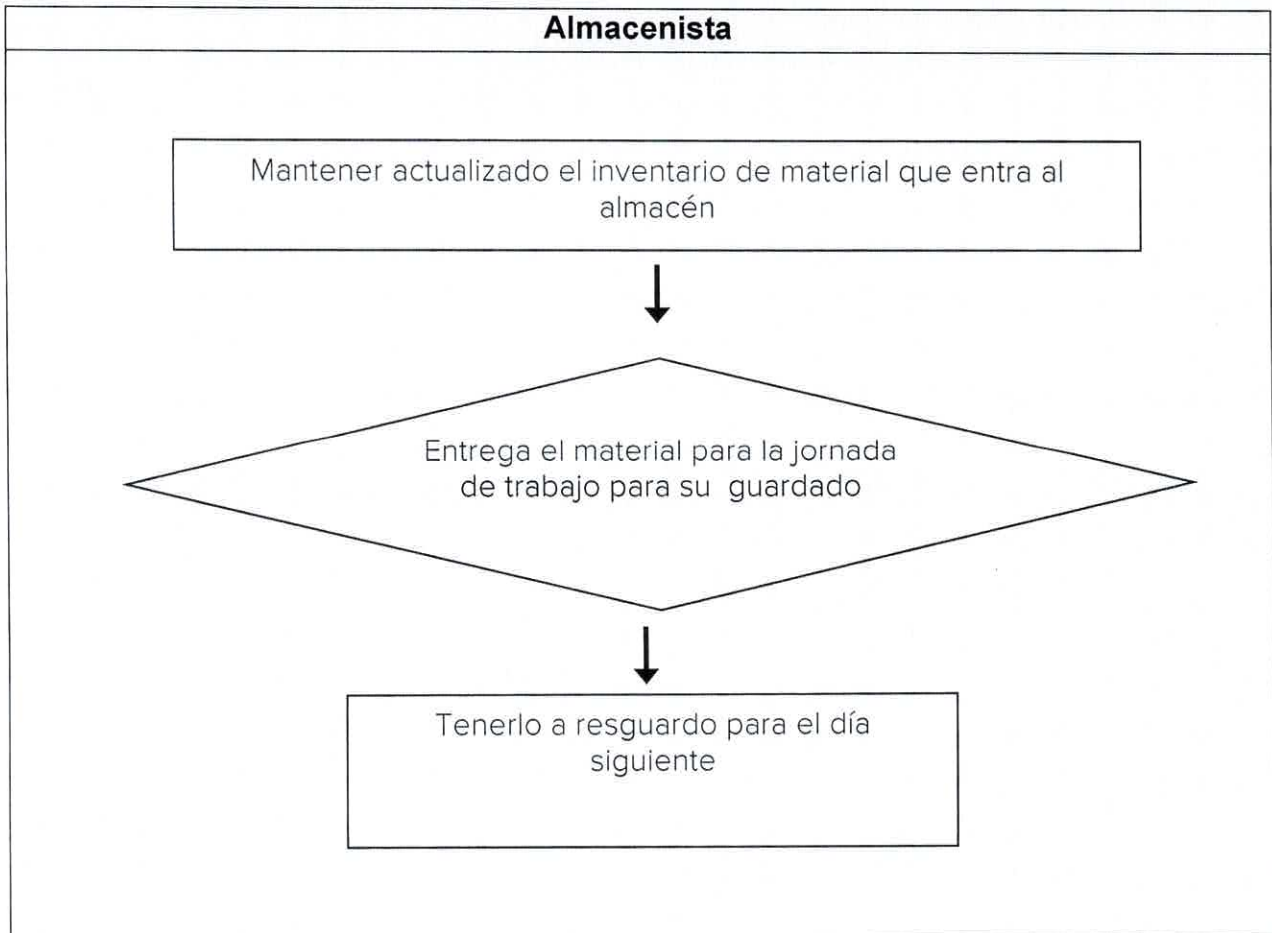 Almacenista
Mantener actualizado el inventario de material que entra al
almacén
Entrega el material para la jornada
de trabajo para su guardado
Tenerlo a resguardo para el día
siguiente